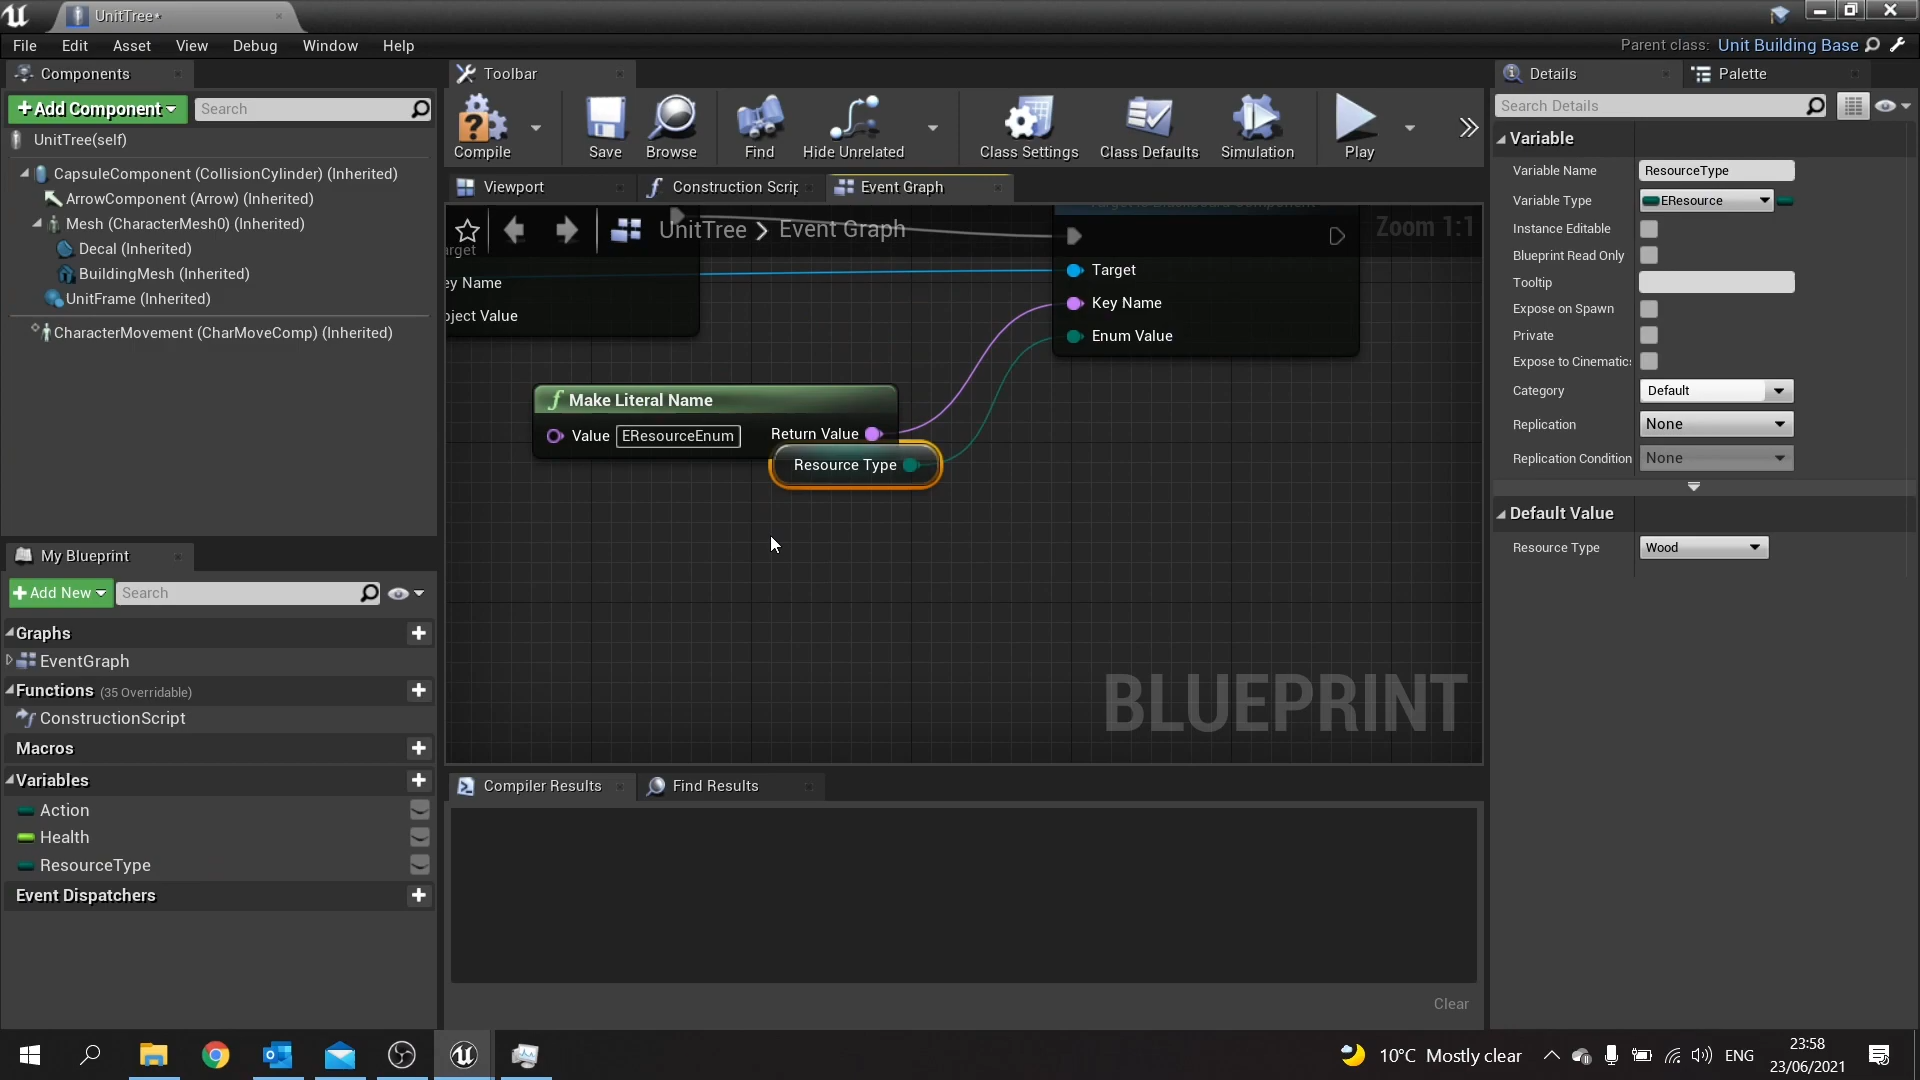 UnitTree*
File Edit Asset View Debug Window Help
Parent class: Unit Building Base
Components
+Add Component
Search
UnitTree(self)
CapsuleComponent (CollisionCylinder) (Inherited)
ArrowComponent (Arrow) (Inherited)
Mesh (CharacterMesh0) (Inherited)
Decal (Inherited)
BuildingMesh (Inherited)
UnitFrame (Inherited)
CharacterMovement (CharMoveComp) (Inherited)
My Blueprint
+Add New
Search
Graphs
EventGraph
Functions (35 Overridable)
ConstructionScript
Macros
Variables
Action
Health
ResourceType
Event Dispatchers
Toolbar
Compile
Save
Browse
Find
Hide Unrelated
Class Settings
Class Defaults
Simulation
Play
Viewport
Construction Scrip
Event Graph
UnitTree > Event Graph
Zoom 1:1
arget
ey Name
bject Value
Target
Key Name
Enum Value
Make Literal Name
Value EResourceEnum
Return Value
Resource Type
BLUEPRINT
Compiler Results
Find Results
Clear
Details
Palette
Search Details
Variable
Variable Name ResourceType
Variable Type EResource
Instance Editable
Blueprint Read Only
Tooltip
Expose on Spawn
Private
Expose to Cinematic
Category Default
Replication None
Replication Condition None
Default Value
Resource Type Wood
10°C Mostly clear
ENG
23:58
23/06/2021